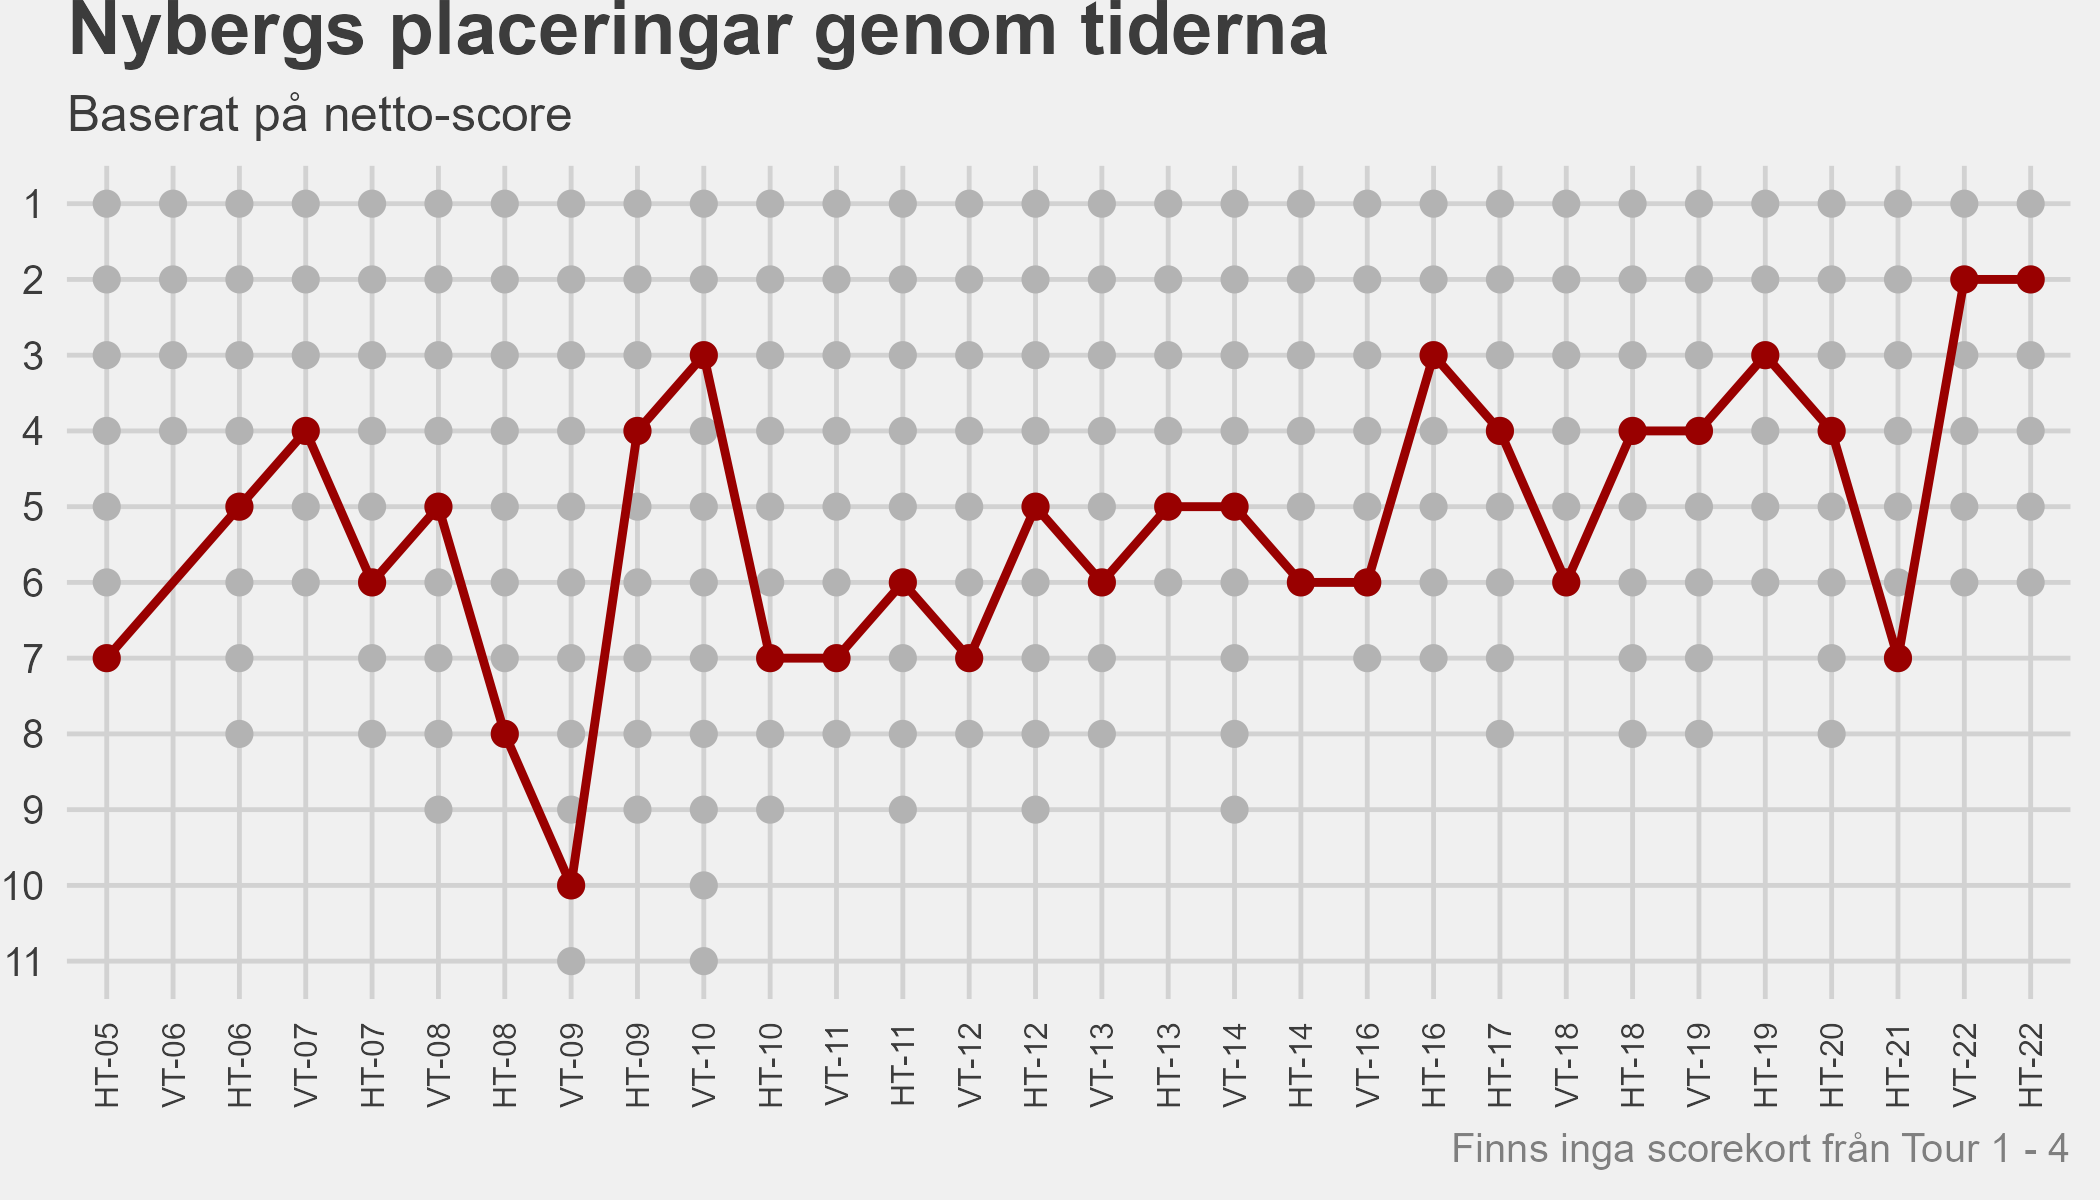 Nybergs placeringar genom tiderna
Baserat på netto-score
1
2
3
4
5
6
7
8
9
10
11
HT-05
VT-06
HT-06
VT-07
HT-07
VT-08
HT-08
VT-09
HT-09
VT-10
HT-10
VT-11
HT-11
VT-12
HT-12
VT-13
HT-13
VT-14
HT-14
VT-16
HT-16
HT-17
VT-18
HT-18
VT-19
HT-19
HT-20
HT-21
VT-22
HT-22
Finns inga scorekort från Tour 1 - 4